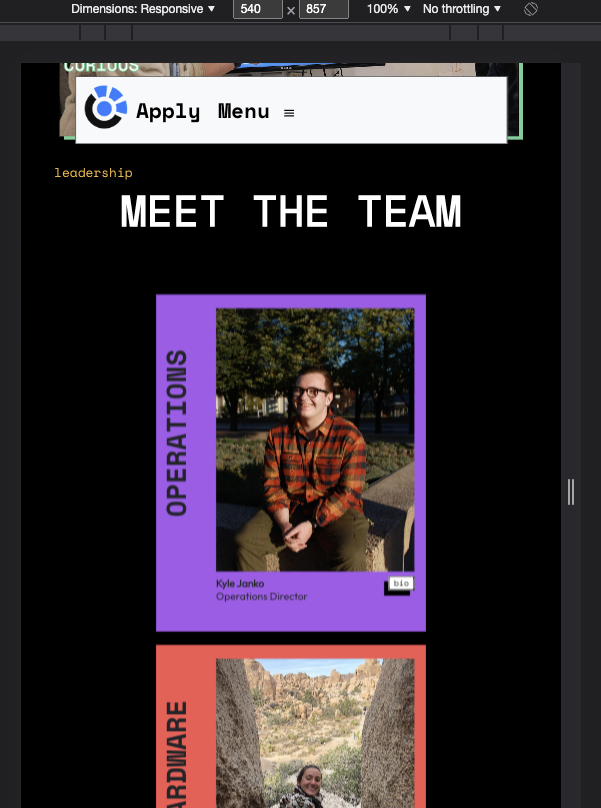 Dimensions: Responsive ▼ 540 × 857 100% ▼ No throttling ▼
CURIOUS
Apply Menu ≡
leadership
MEET THE TEAM
OPERATIONS
Kyle Janko
Operations Director
bio
ARDWARE